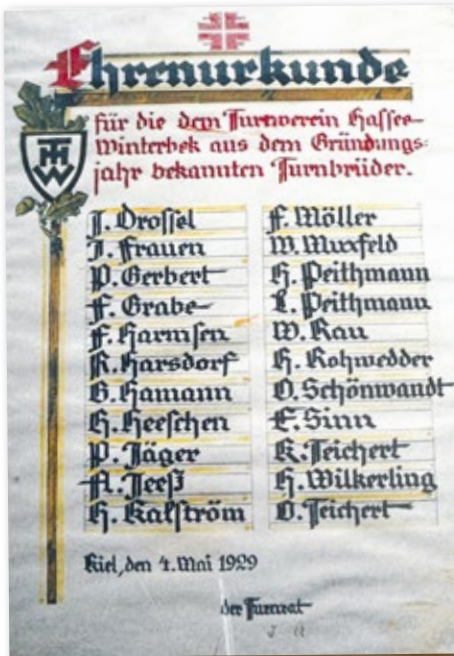 Ehrenurkunde
für die dem Turnverein Hassee-
Winterbek aus dem Gründungs-
jahr bekannten Turnbrüder.
J. Drossel
J. Frauen
P. Gerbert
F. Grabe
F. Harmsen
R. Harsdorf
B. Hamann
H. Heeschen
P. Jäger
A. Jeeß
H. Kalström
F. Möller
W. Muxfeld
H. Peithmann
L. Peithmann
W. Rau
H. Rohwedder
O. Schönwandt
E. Sinn
K. Teichert
H. Wilkerling
O. Teichert
Kiel, den 4. Mai 1929
der Turnrat